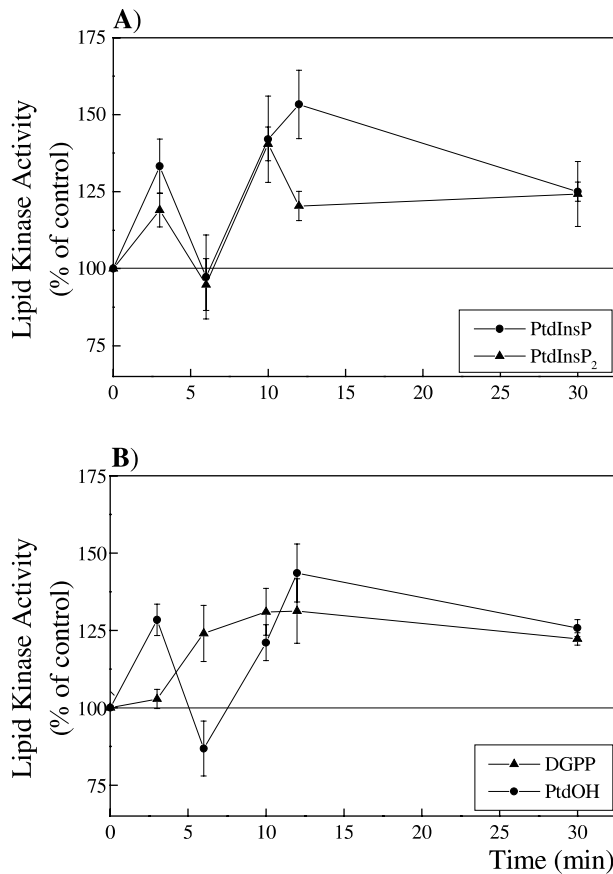 A)
175
150
125
100
75
0
5
10
15
20
25
30
Lipid Kinase Activity
(% of control)
PtdInsP
PtdInsP₂
B)
175
150
125
100
75
0
5
10
15
20
25
30
Lipid Kinase Activity
(% of control)
DGPP
PtdOH
Time (min)